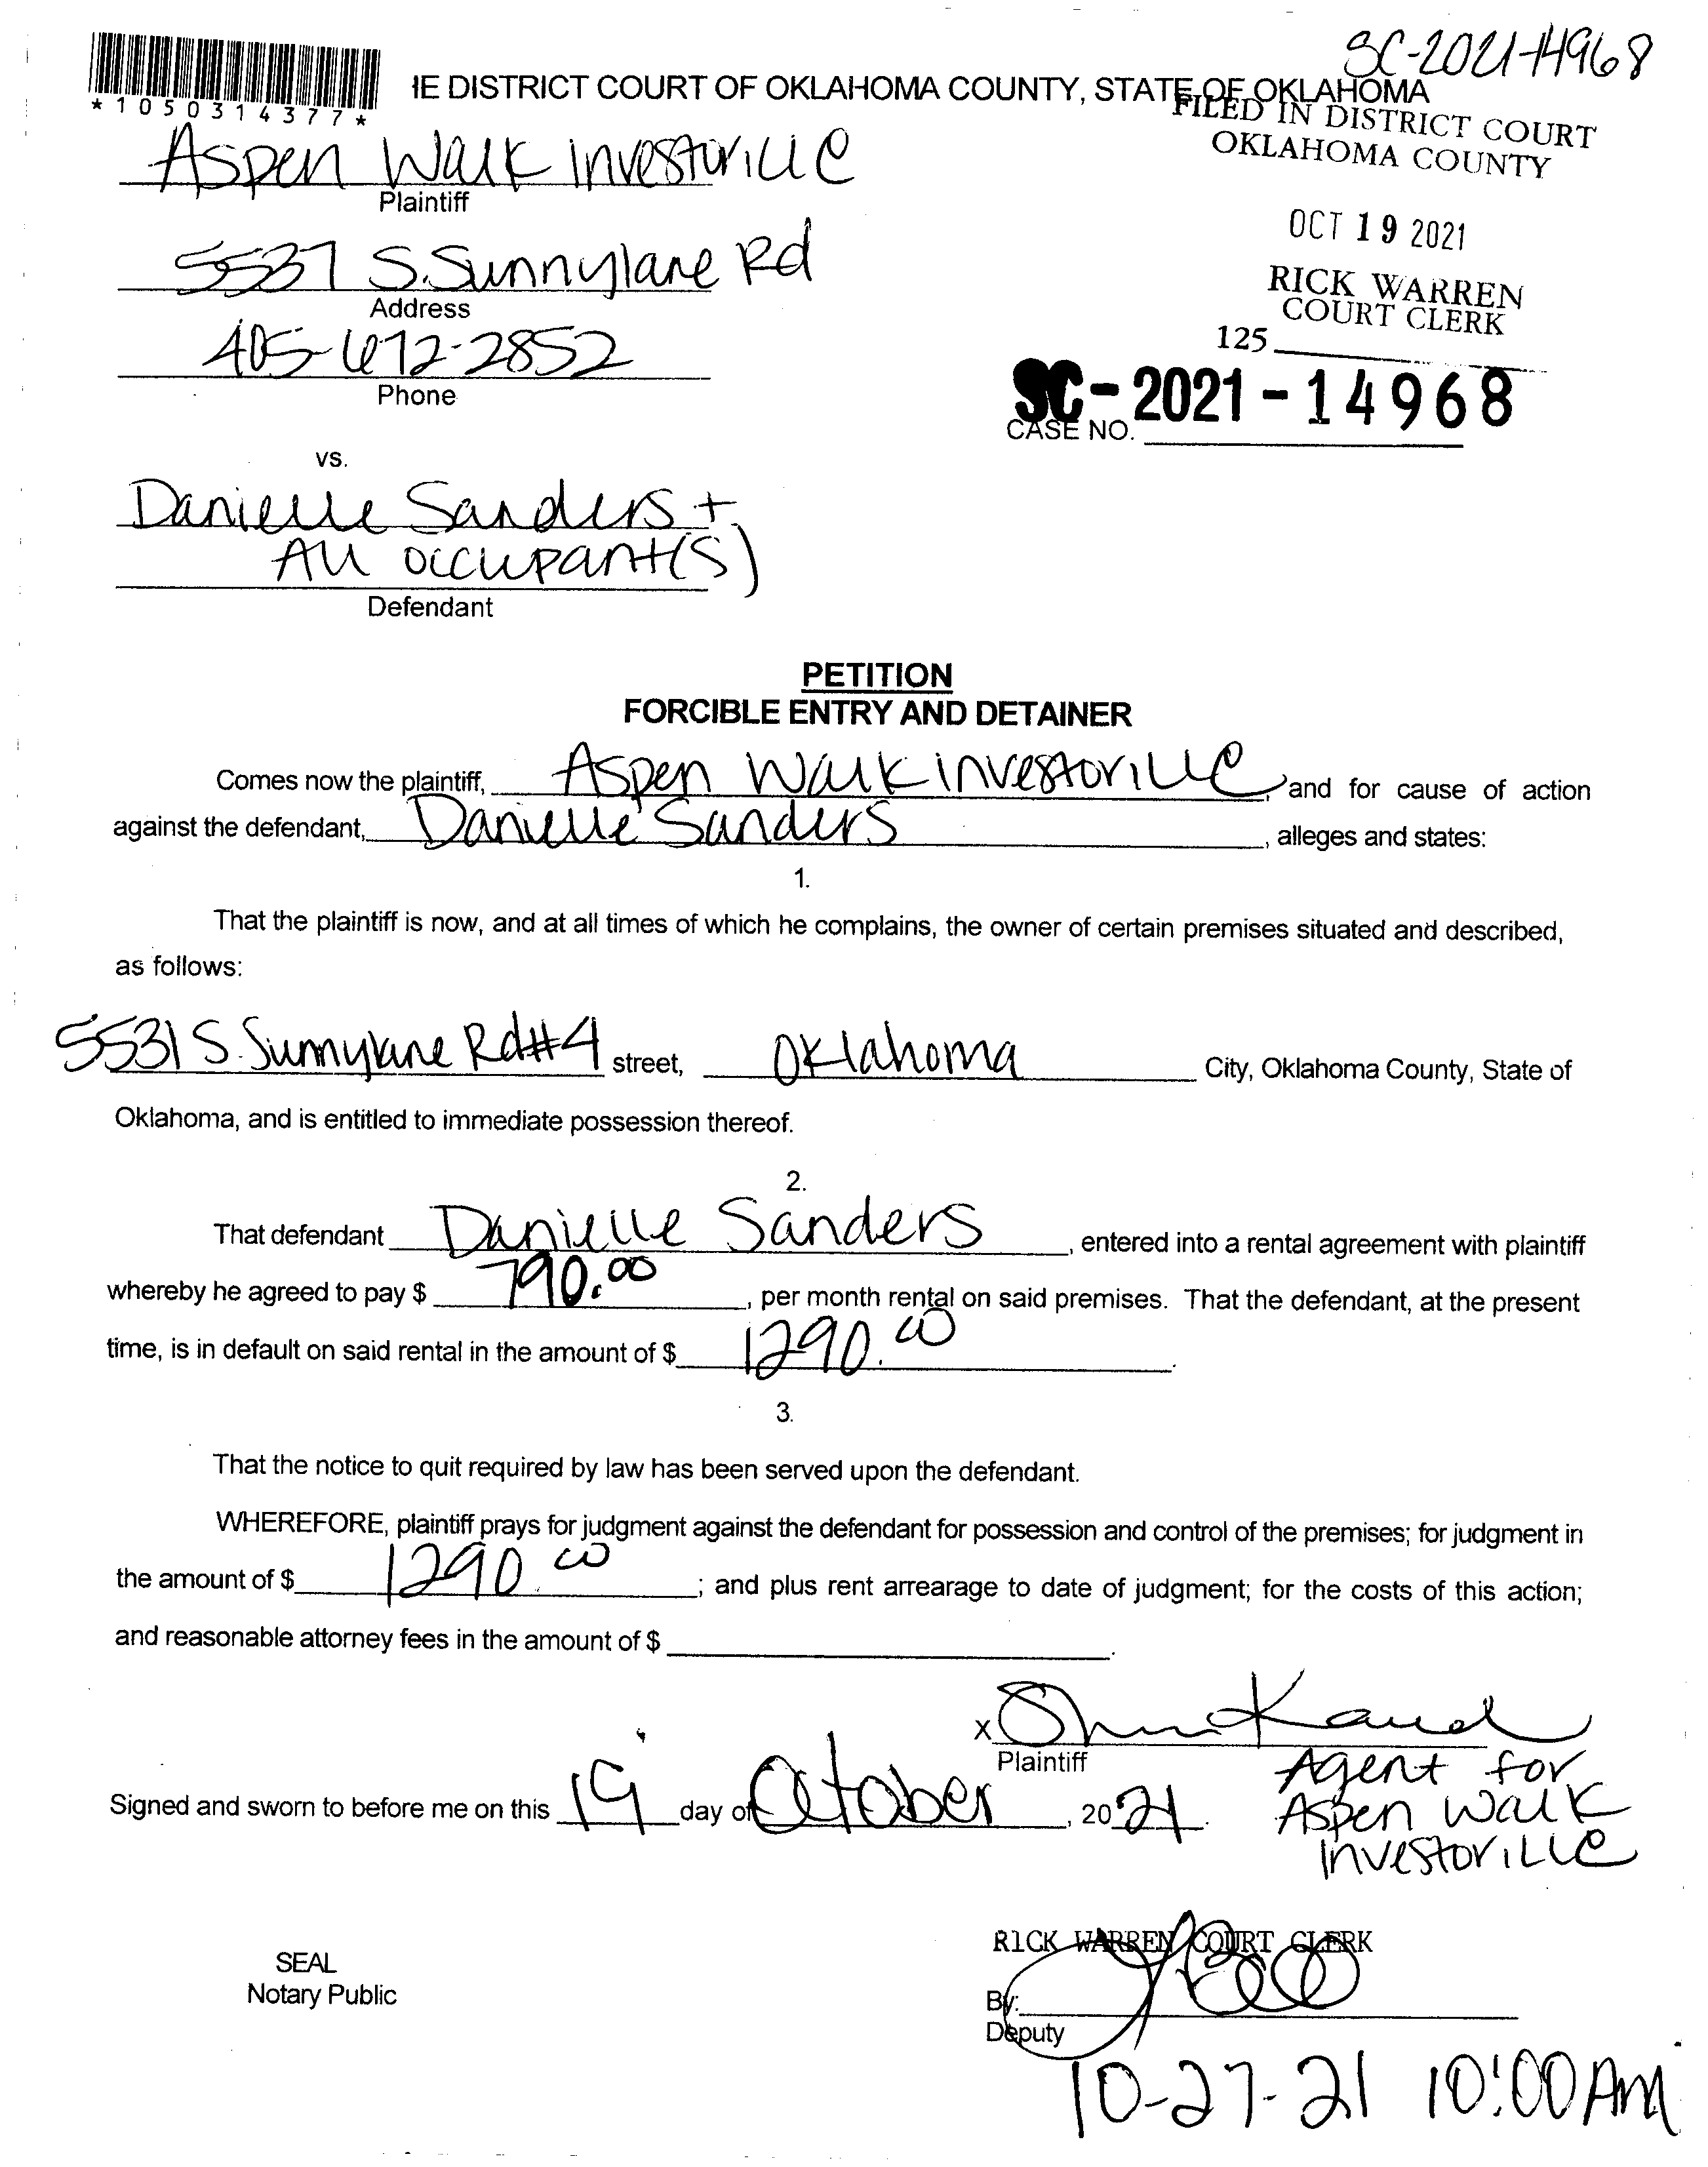 SC-2021-14968
*1050314377*
IE DISTRICT COURT OF OKLAHOMA COUNTY, STATE OF OKLAHOMA
FILED IN DISTRICT COURT
OKLAHOMA COUNTY
OCT 19 2021
RICK WARREN
COURT CLERK
125
SC-2021-14968
CASE NO.
Aspen Walk Investor LLC
Plaintiff
5537 S. Sunnylane Rd
Address
405-672-2852
Phone
vs.
Danielle Sanders +
All occupant(s)
Defendant
PETITION
FORCIBLE ENTRY AND DETAINER
Comes now the plaintiff, Aspen Walk investor LLC, and for cause of action
against the defendant, Danielle Sanders, alleges and states:
1.
That the plaintiff is now, and at all times of which he complains, the owner of certain premises situated and described,
as follows:
5531 S. Sunnylane Rd #4 street, Oklahoma City, Oklahoma County, State of
Oklahoma, and is entitled to immediate possession thereof.
2.
That defendant Danielle Sanders, entered into a rental agreement with plaintiff
whereby he agreed to pay $ 790.00, per month rental on said premises. That the defendant, at the present
time, is in default on said rental in the amount of $ 1290.00.
3.
That the notice to quit required by law has been served upon the defendant.
WHEREFORE, plaintiff prays for judgment against the defendant for possession and control of the premises; for judgment in
the amount of $ 1290.00; and plus rent arrearage to date of judgment; for the costs of this action;
and reasonable attorney fees in the amount of $ .
X
Plaintiff
Agent for
Aspen Walk
Investor LLC
Signed and sworn to before me on this 19 day of October, 2021.
SEAL
Notary Public
RICK WARREN COURT CLERK
By:
Deputy
10-27-21 10:00 AM